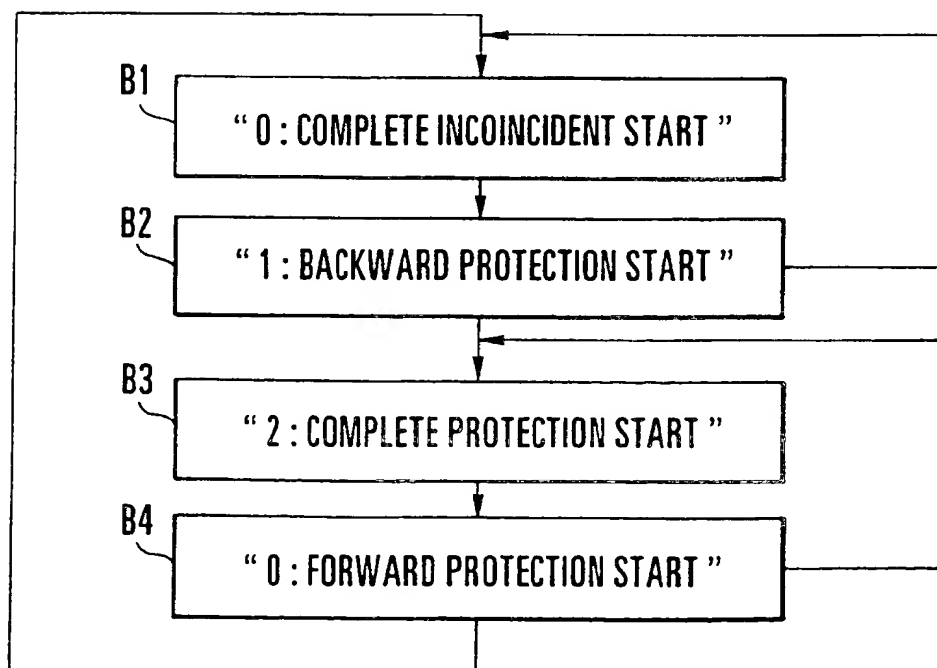 B1
“ 0 : COMPLETE INCOINCIDENT START ”
B2
“ 1 : BACKWARD PROTECTION START ”
B3
“ 2 : COMPLETE PROTECTION START ”
B4
“ 0 : FORWARD PROTECTION START ”